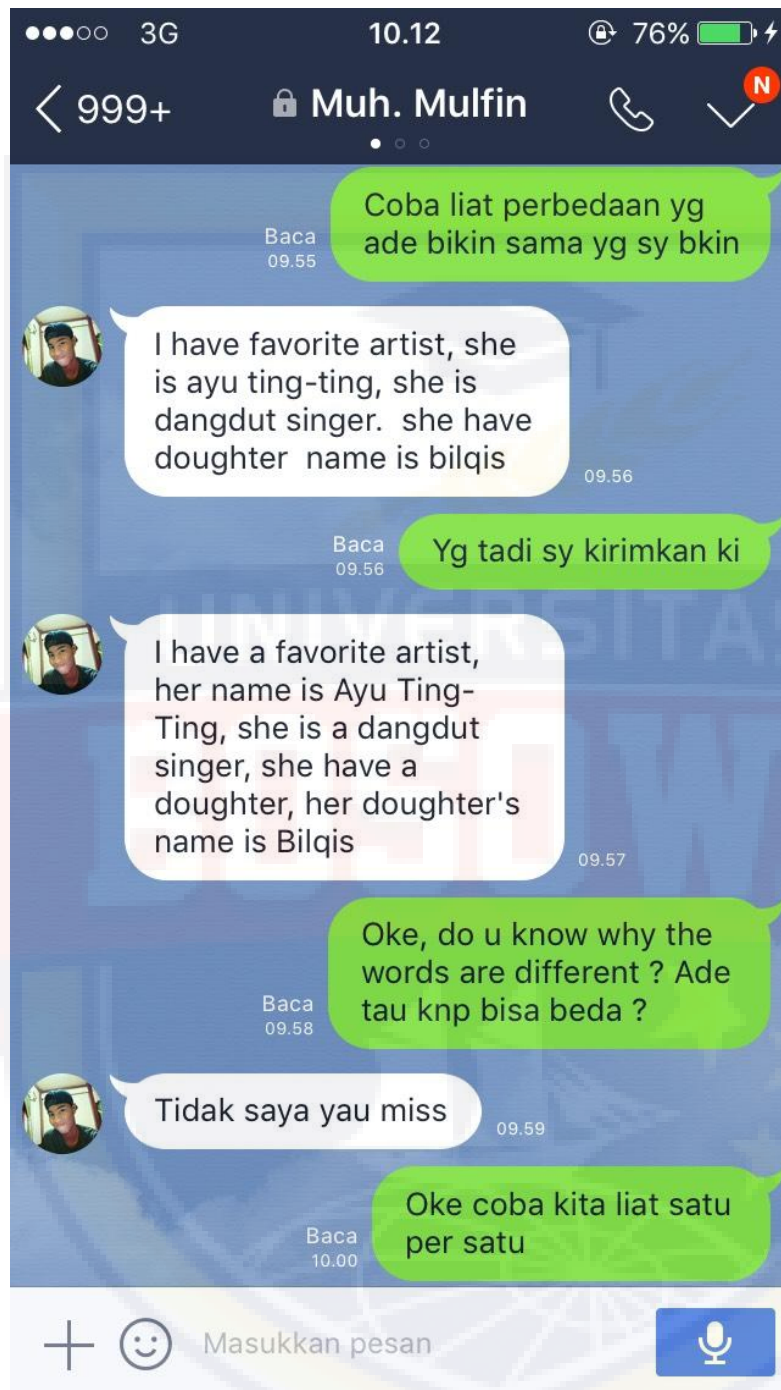 3G 10.12 76%
999+ Muh. Mulfin N
Coba liat perbedaan yg
ade bikin sama yg sy bkin
Baca
09.55
I have favorite artist, she
is ayu ting-ting, she is
dangdut singer. she have
doughter name is bilqis
09.56
Yg tadi sy kirimkan ki
Baca
09.56
I have a favorite artist,
her name is Ayu Ting-
Ting, she is a dangdut
singer, she have a
doughter, her doughter's
name is Bilqis
09.57
Oke, do u know why the
words are different ? Ade
tau knp bisa beda ?
Baca
09.58
Tidak saya yau miss
09.59
Oke coba kita liat satu
per satu
Baca
10.00
Masukkan pesan